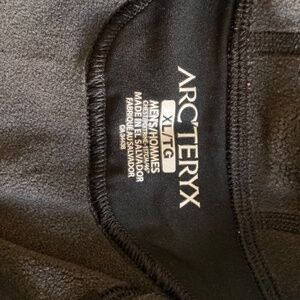 ARC'TERYX
XL/TG
MEN'S/HOMMES
MADE IN EL SALVADOR
FABRIQUÉ AU SALVADOR